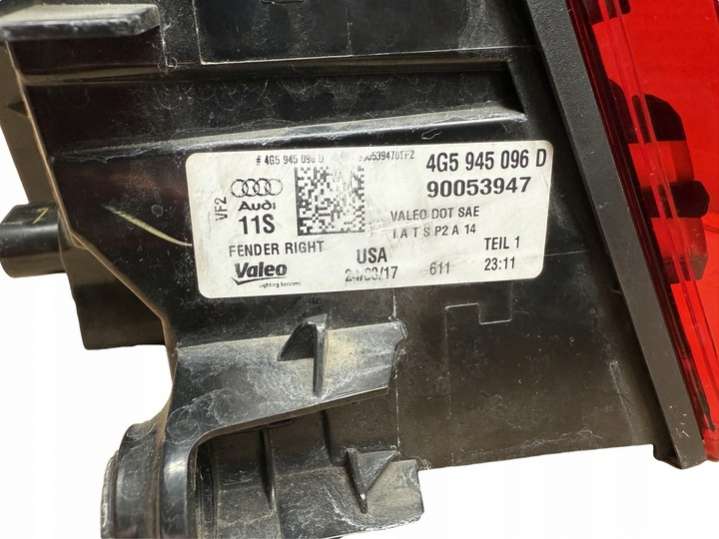 # 4G5 945 096 D
4G5 945 096 D
90053947
VF2
Audi
11S
VALEO DOT SAE
I A T S P2 A 14
FENDER RIGHT
USA
TEIL 1
Valeo
611
23:11